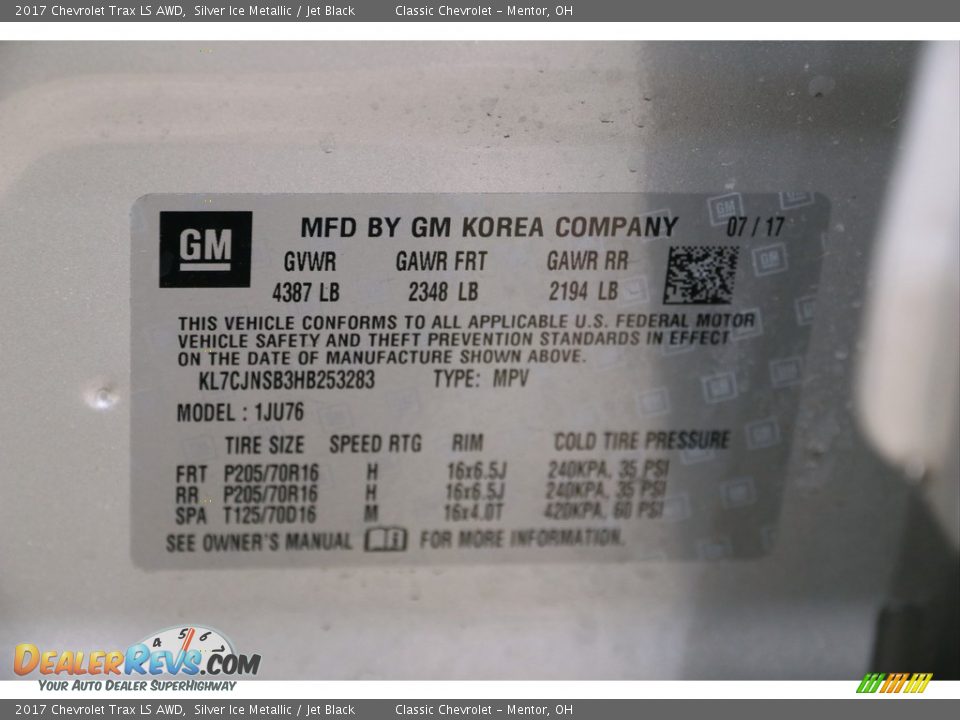 2017 Chevrolet Trax LS AWD, Silver Ice Metallic / Jet Black Classic Chevrolet – Mentor, OH
GM MFD BY GM KOREA COMPANY 07/17
GVWR GAWR FRT GAWR RR
4387 LB 2348 LB 2194 LB
THIS VEHICLE CONFORMS TO ALL APPLICABLE U.S. FEDERAL MOTOR
VEHICLE SAFETY AND THEFT PREVENTION STANDARDS IN EFFECT
ON THE DATE OF MANUFACTURE SHOWN ABOVE.
KL7CJNSB3HB253283 TYPE: MPV
MODEL : 1JU76
TIRE SIZE SPEED RTG RIM COLD TIRE PRESSURE
FRT P205/70R16 H 16x6.5J 240KPA, 35 PSI
RR P205/70R16 H 16x6.5J 240KPA, 35 PSI
SPA T125/70D16 M 16x4.0T 420KPA, 60 PSI
SEE OWNER'S MANUAL FOR MORE INFORMATION.
4 5 6
DEALERREVS.COM
YOUR AUTO DEALER SUPERHIGHWAY
2017 Chevrolet Trax LS AWD, Silver Ice Metallic / Jet Black Classic Chevrolet – Mentor, OH